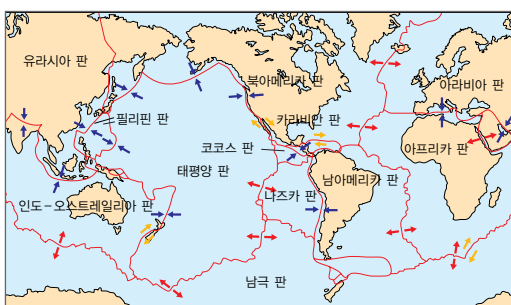 유라시아 판
북아메리카 판
아라비아 판
필리핀 판
카리비안 판
코코스 판
아프리카 판
태평양 판
나즈카 판
남아메리카 판
인도-오스트레일리아 판
남극 판